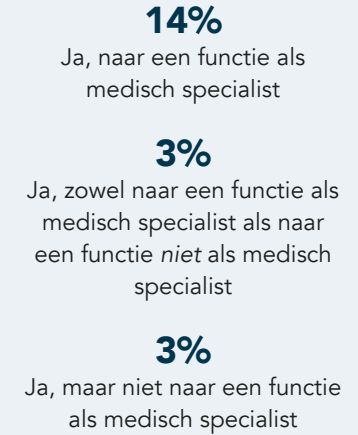 14%
Ja, naar een functie als
medisch specialist
3%
Ja, zowel naar een functie als
medisch specialist als naar
een functie niet als medisch
specialist
3%
Ja, maar niet naar een functie
als medisch specialist